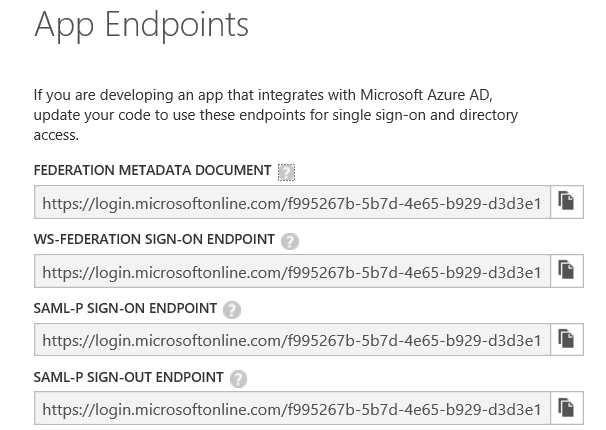 App Endpoints
If you are developing an app that integrates with Microsoft Azure AD,
update your code to use these endpoints for single sign-on and directory
access.
FEDERATION METADATA DOCUMENT ?
https://login.microsoftonline.com/f995267b-5b7d-4e65-b929-d3d3e1
WS-FEDERATION SIGN-ON ENDPOINT ?
https://login.microsoftonline.com/f995267b-5b7d-4e65-b929-d3d3e1
SAML-P SIGN-ON ENDPOINT ?
https://login.microsoftonline.com/f995267b-5b7d-4e65-b929-d3d3e1
SAML-P SIGN-OUT ENDPOINT ?
https://login.microsoftonline.com/f995267b-5b7d-4e65-b929-d3d3e1